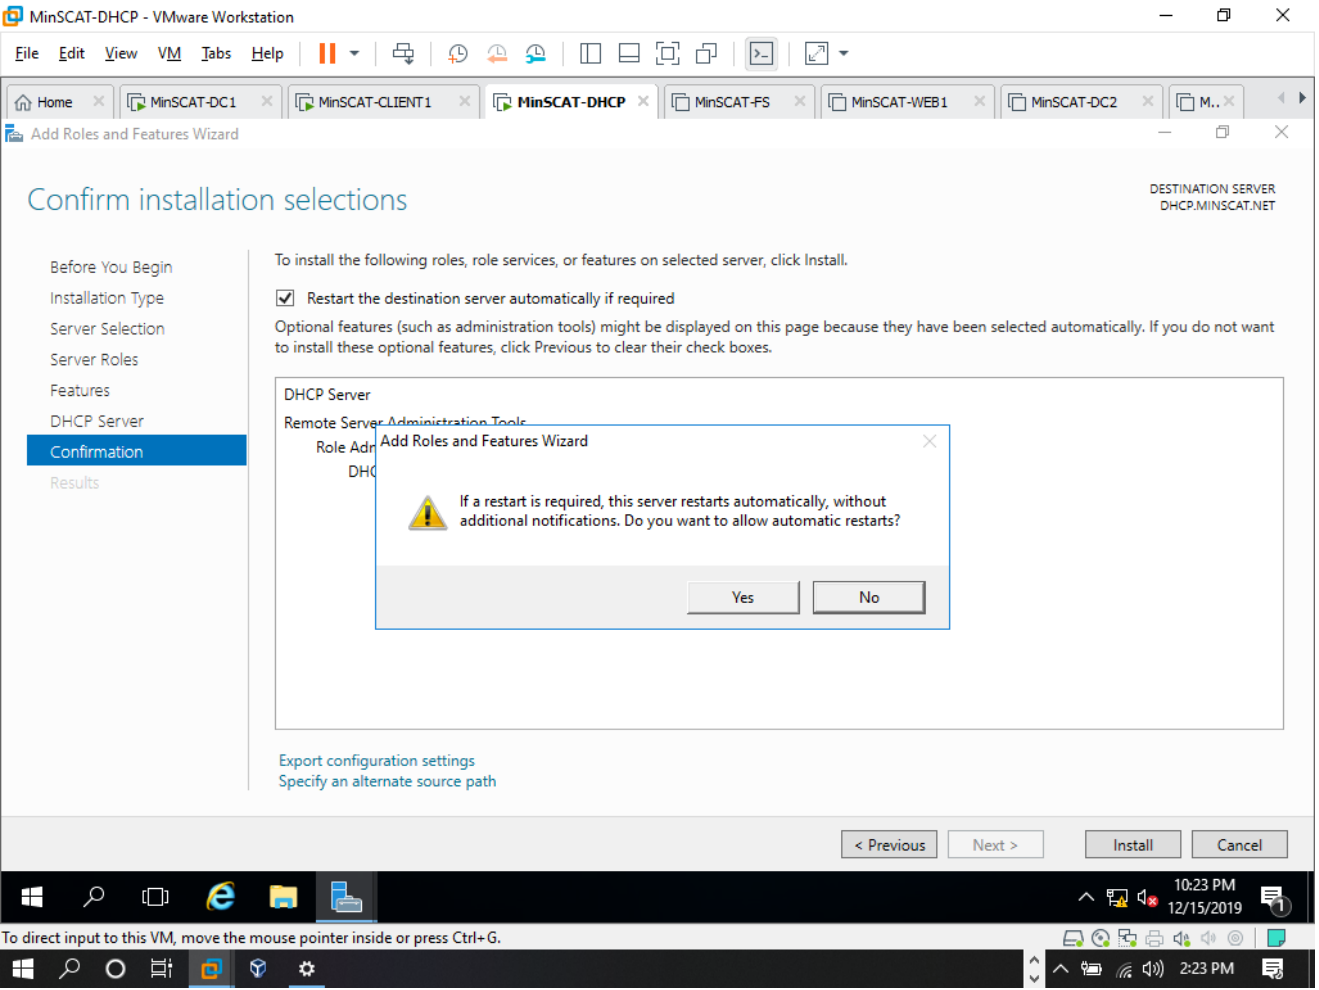 MinSCAT-DHCP - VMware Workstation
File Edit View VM Tabs Help
Home MinSCAT-DC1 MinSCAT-CLIENT1 MinSCAT-DHCP MinSCAT-FS MinSCAT-WEB1 MinSCAT-DC2 M..
Add Roles and Features Wizard
Confirm installation selections
DESTINATION SERVER
DHCP.MINSCAT.NET
Before You Begin
Installation Type
Server Selection
Server Roles
Features
DHCP Server
Confirmation
Results
To install the following roles, role services, or features on selected server, click Install.
Restart the destination server automatically if required
Optional features (such as administration tools) might be displayed on this page because they have been selected automatically. If you do not want
to install these optional features, click Previous to clear their check boxes.
DHCP Server
Remote Server Administration Tools
Role Adm
DHC
Add Roles and Features Wizard
If a restart is required, this server restarts automatically, without
additional notifications. Do you want to allow automatic restarts?
Yes No
Export configuration settings
Specify an alternate source path
< Previous Next > Install Cancel
10:23 PM
12/15/2019
1
To direct input to this VM, move the mouse pointer inside or press Ctrl+G.
2:23 PM